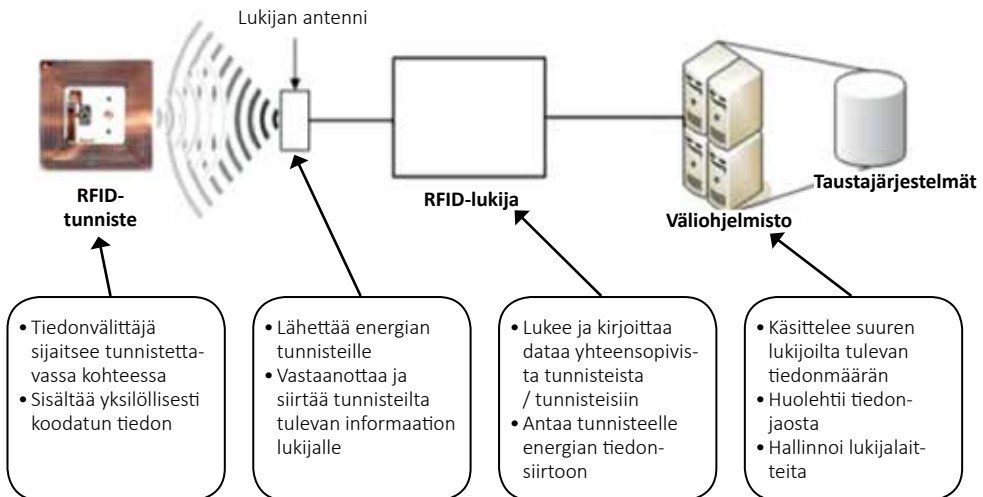 Lukijan antenni
RFID-
tunniste
RFID-lukija
Väliohjelmisto
Taustajärjestelmät
• Tiedonvälittäjä
sijaitsee tunnistetta-
vassa kohteessa
• Sisältää yksilöllisesti
koodatun tiedon
• Lähettää energian
tunnisteille
• Vastaanottaa ja
siirtää tunnisteilta
tulevan informaation
lukijalle
• Lukee ja kirjoittaa
dataa yhteensopivis-
ta tunnisteista
/ tunnisteisiin
• Antaa tunnisteelle
energian tiedon-
siirtoon
• Käsittelee suuren
lukijoilta tulevan
tiedonmäärän
• Huolehtii tiedon-
jaosta
• Hallinnoi lukijalait-
teita